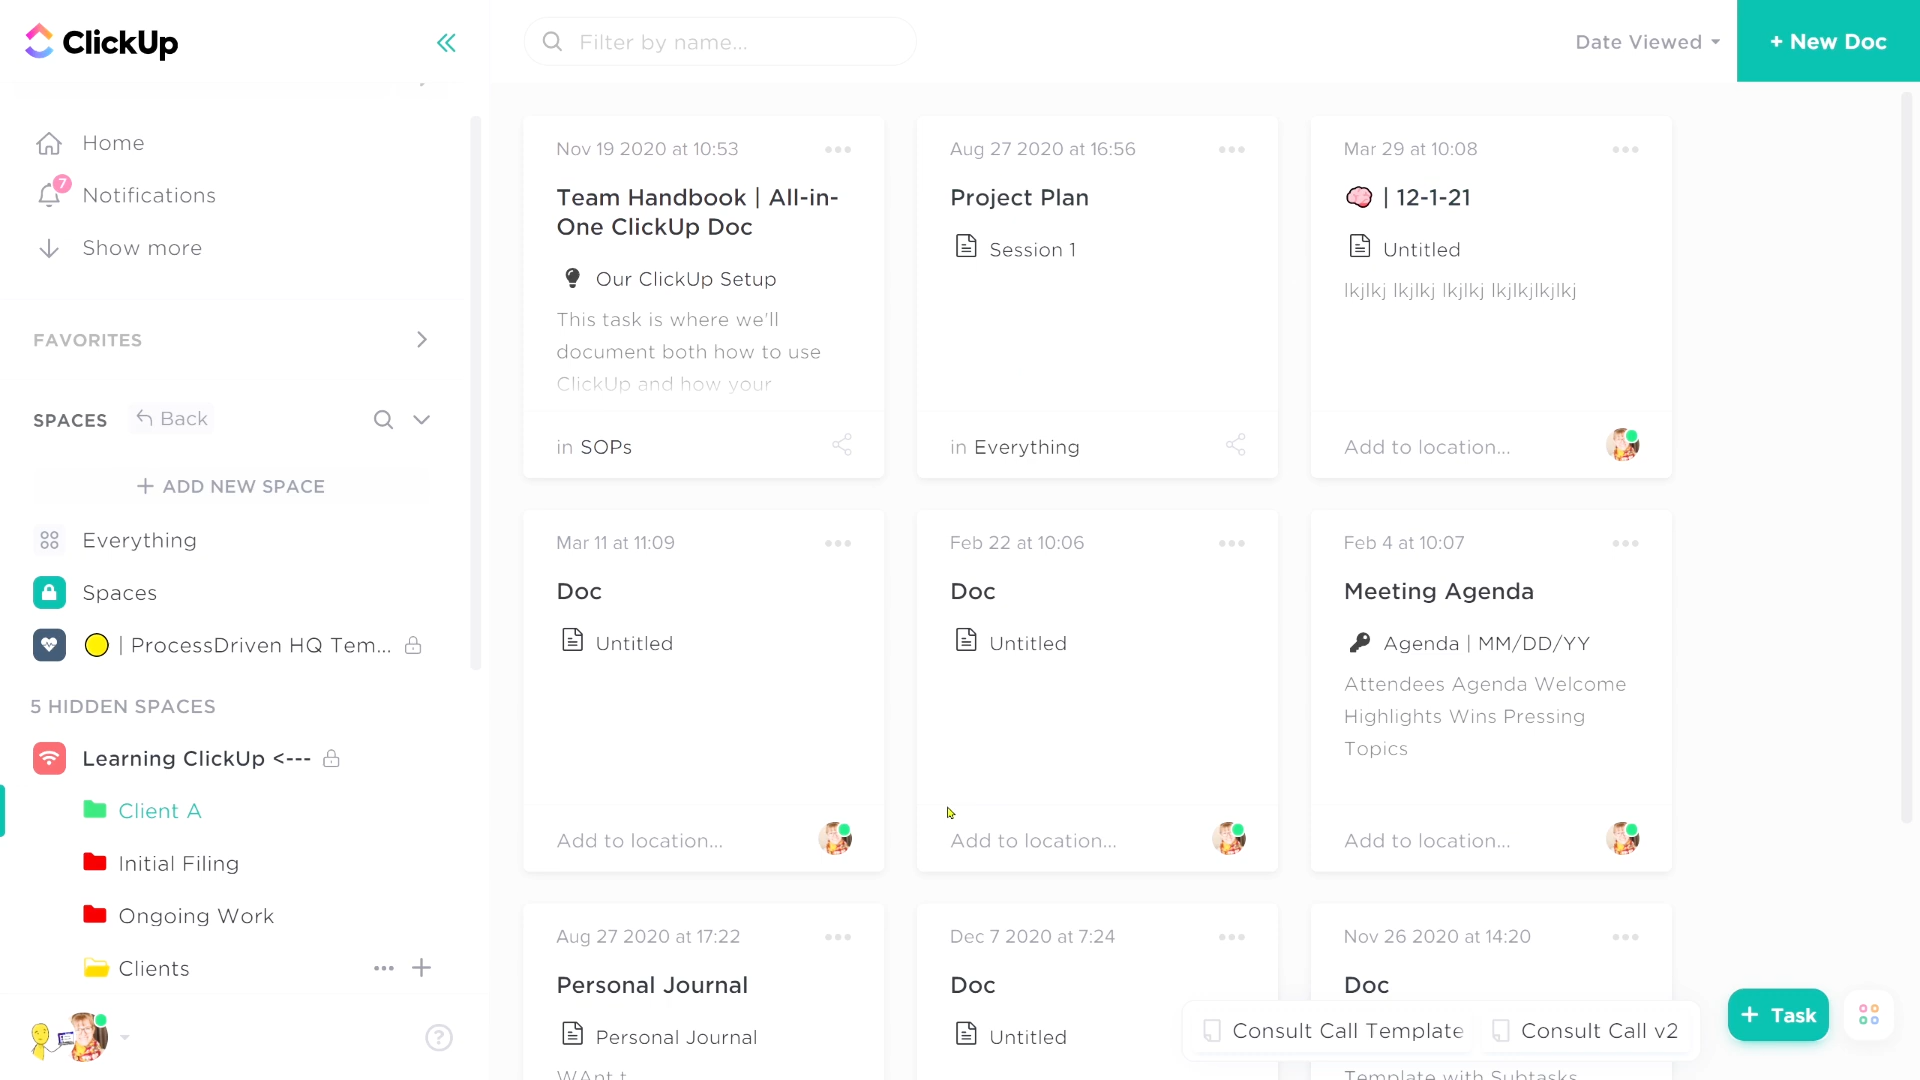 ClickUp
Filter by name...
Date Viewed
+ New Doc
Home
7
Notifications
Show more
FAVORITES
SPACES
Back
+ ADD NEW SPACE
Everything
Spaces
| ProcessDriven HQ Tem...
5 HIDDEN SPACES
Learning ClickUp <---
Client A
Initial Filing
Ongoing Work
Clients
Nov 19 2020 at 10:53
Team Handbook | All-in-
One ClickUp Doc
Our ClickUp Setup
This task is where we'll
document both how to use
ClickUp and how your
in SOPs
Aug 27 2020 at 16:56
Project Plan
Session 1
in Everything
Mar 29 at 10:08
🧠 | 12-1-21
Untitled
lkjlkj lkjlkj lkjlkj lkjlkjlkjlkj
Add to location...
Mar 11 at 11:09
Doc
Untitled
Add to location...
Feb 22 at 10:06
Doc
Untitled
Add to location...
Feb 4 at 10:07
Meeting Agenda
Agenda | MM/DD/YY
Attendees Agenda Welcome
Highlights Wins Pressing
Topics
Add to location...
Aug 27 2020 at 17:22
Personal Journal
Personal Journal
WAnt t
Dec 7 2020 at 7:24
Doc
Untitled
Nov 26 2020 at 14:20
Doc
Template with Subtasks
Consult Call Template
Consult Call v2
+ Task
?